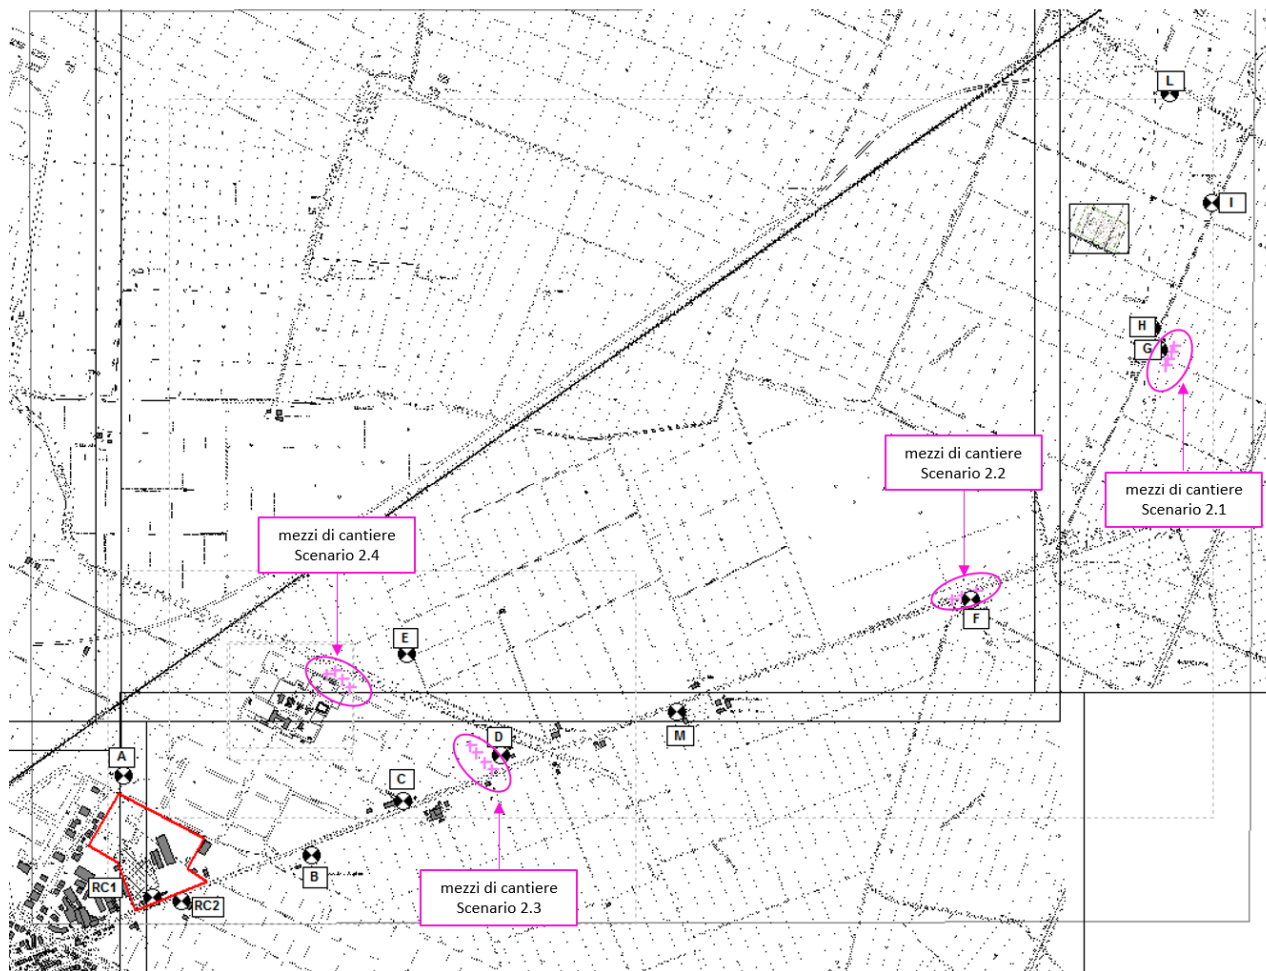 L
I
H
G
mezzi di cantiere
Scenario 2.2
mezzi di cantiere
Scenario 2.1
mezzi di cantiere
Scenario 2.4
F
E
M
D
A
C
B
RC1
RC2
mezzi di cantiere
Scenario 2.3